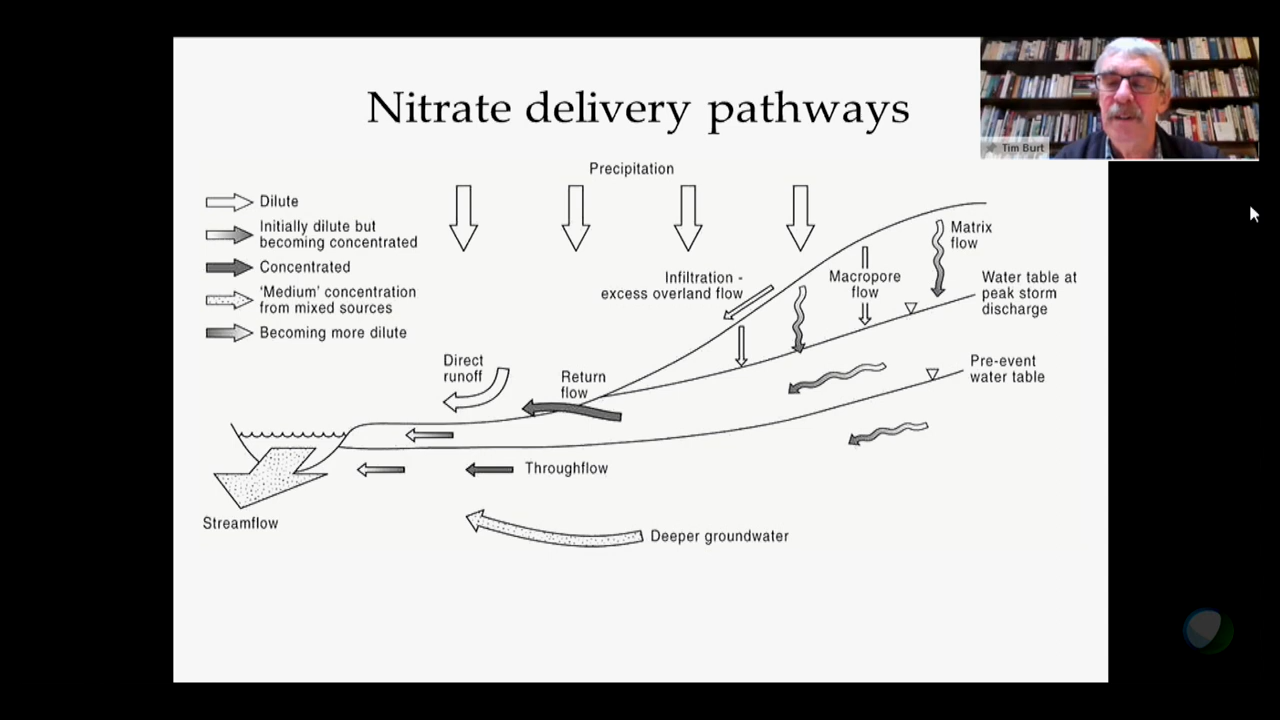 Nitrate delivery pathways
Tim Burt
Precipitation
Dilute
Initially dilute but
becoming concentrated
Concentrated
'Medium' concentration
from mixed sources
Becoming more dilute
Infiltration -
excess overland flow
Macropore
flow
Matrix
flow
Water table at
peak storm
discharge
Pre-event
water table
Direct
runoff
Return
flow
Throughflow
Streamflow
Deeper groundwater